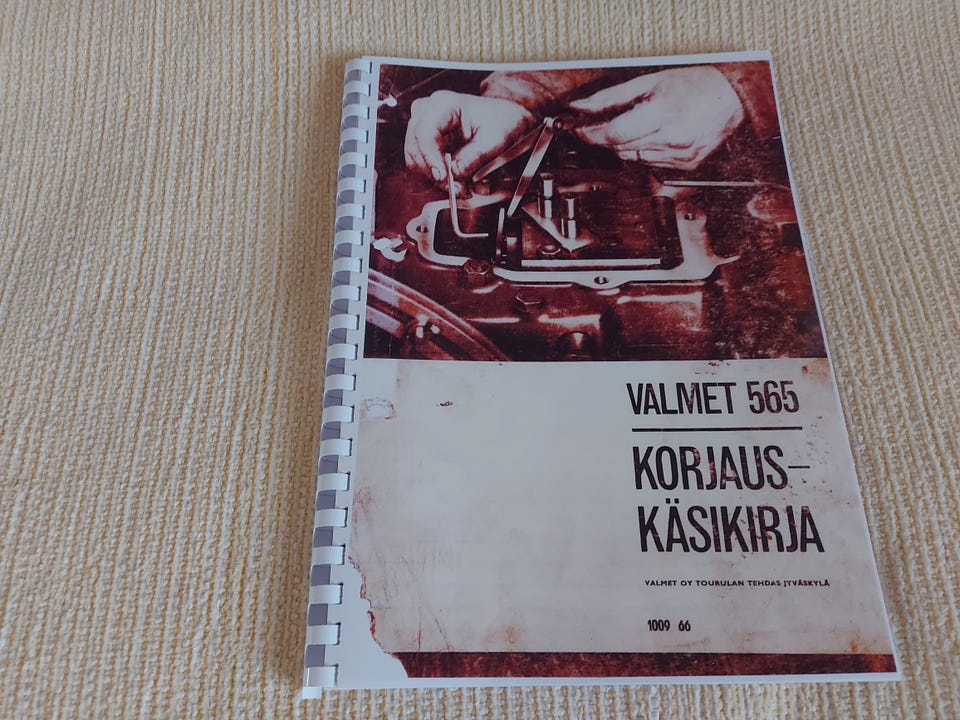 VALMET 565
KORJAUS-
KÄSIKIRJA
VALMET OY TOURULAN TEHDAS JYVÄSKYLÄ
1009 66